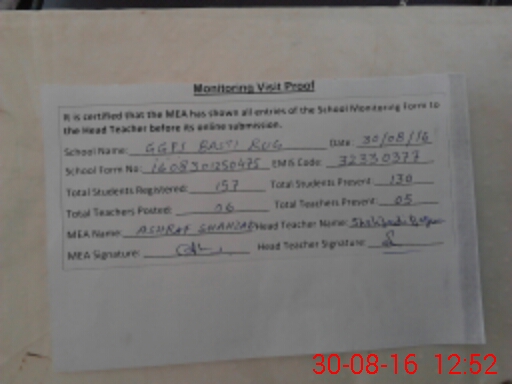 Monitoring Visit Proof
It is certified that the MEA has shown all entries of the School Monitoring Form to
the Head Teacher before its online submission.
School Name: GGPS BASTI Date: 30/08/16
School Form No: 1608301250475 EMIS Code: 32330377
Total Students Registered: 157 Total Students Present: 130
Total Teachers Posted: 06 Total Teachers Present: 05
MEA Name: ASHRAF Head Teacher Name:
MEA Signature: Head Teacher Signature:
30-08-16 12:52